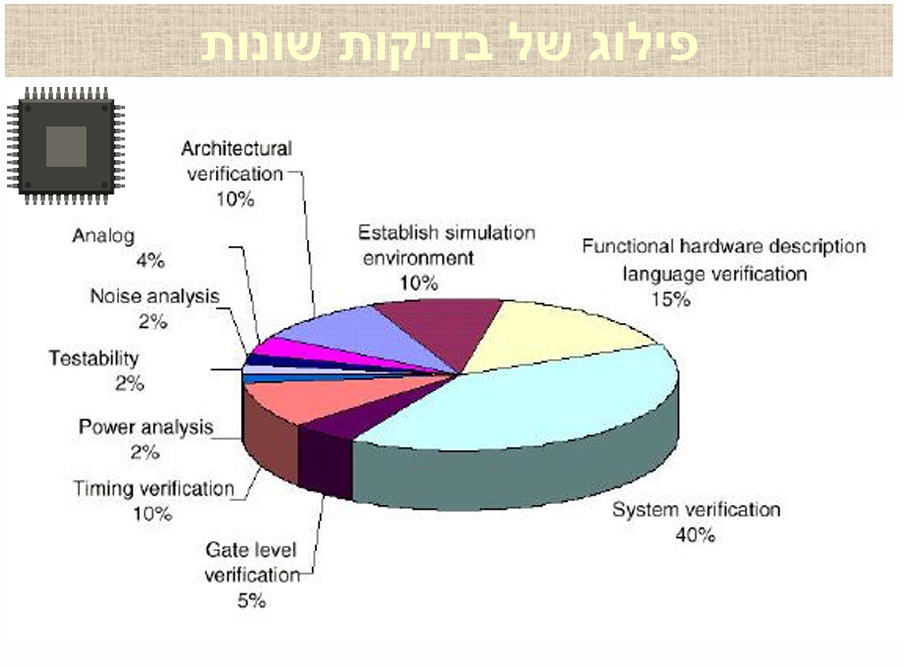 פילוג של בדיקות שונות
Architectural
verification
10%
Establish simulation
environment
10%
Functional hardware description
language verification
15%
Analog
4%
Noise analysis
2%
Testability
2%
Power analysis
2%
Timing verification
10%
System verification
40%
Gate level
verification
5%